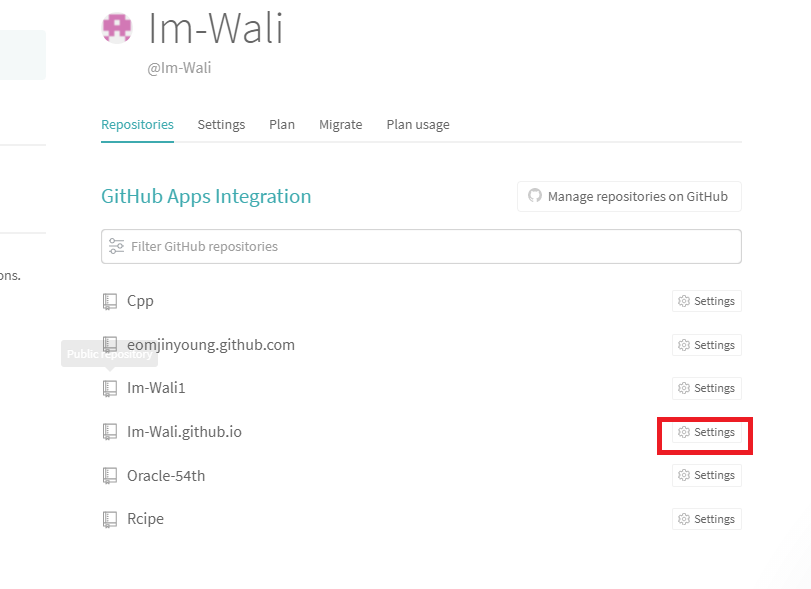 Im-Wali
@Im-Wali
Repositories Settings Plan Migrate Plan usage
GitHub Apps Integration Manage repositories on GitHub
Filter GitHub repositories
ons.
Cpp Settings
eomjinyoung.github.com Settings
Public repository
Im-Wali1 Settings
Im-Wali.github.io Settings
Oracle-54th Settings
Rcipe Settings